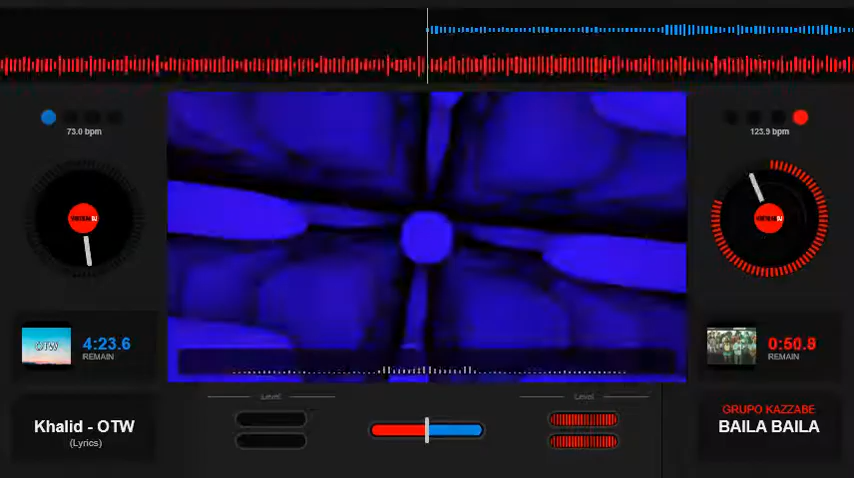 73.0 bpm
123.9 bpm
OTW
4:23.6
REMAIN
0:50.8
REMAIN
Level
Level
Khalid - OTW
(Lyrics)
GRUPO KAZZABE
BAILA BAILA